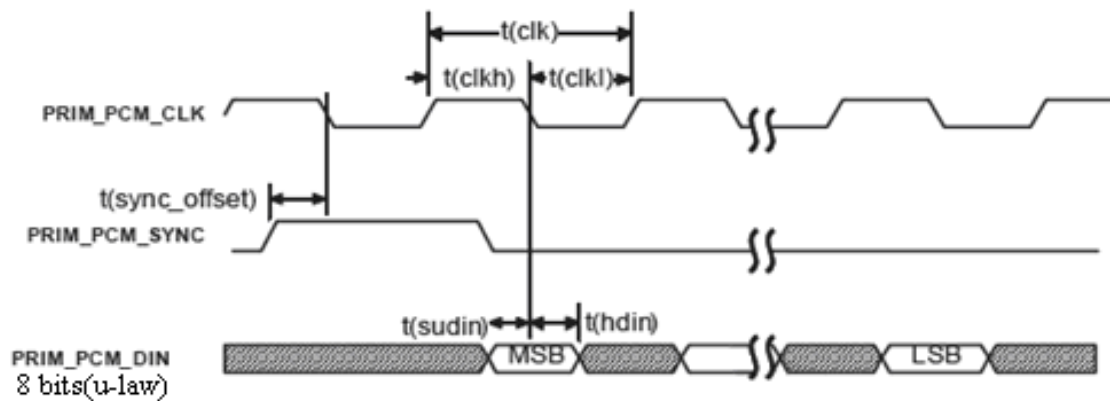 t(clk)
t(clkh)
t(clkl)
PRIM_PCM_CLK
t(sync_offset)
PRIM_PCM_SYNC
t(sudin)
t(hdin)
PRIM_PCM_DIN
MSB
LSB
8 bits(u-law)